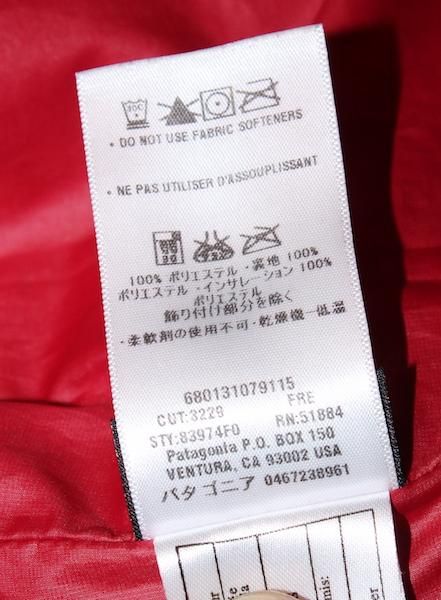 · DO NOT USE FABRIC SOFTENERS
· NE PAS UTILISER D'ASSOUPLISSANT
100% ポリエステル・裏地 100%
ポリエステル・インサレーション 100%
ポリエステル
飾り付け部分を除く
・柔軟剤の使用不可・乾燥機一低温
680131079115
CUT:3229 FRE
STY:83974F0 RN:51884
Patagonia P.O. BOX 150
VENTURA, CA 93002 USA
パタゴニア 0467238961